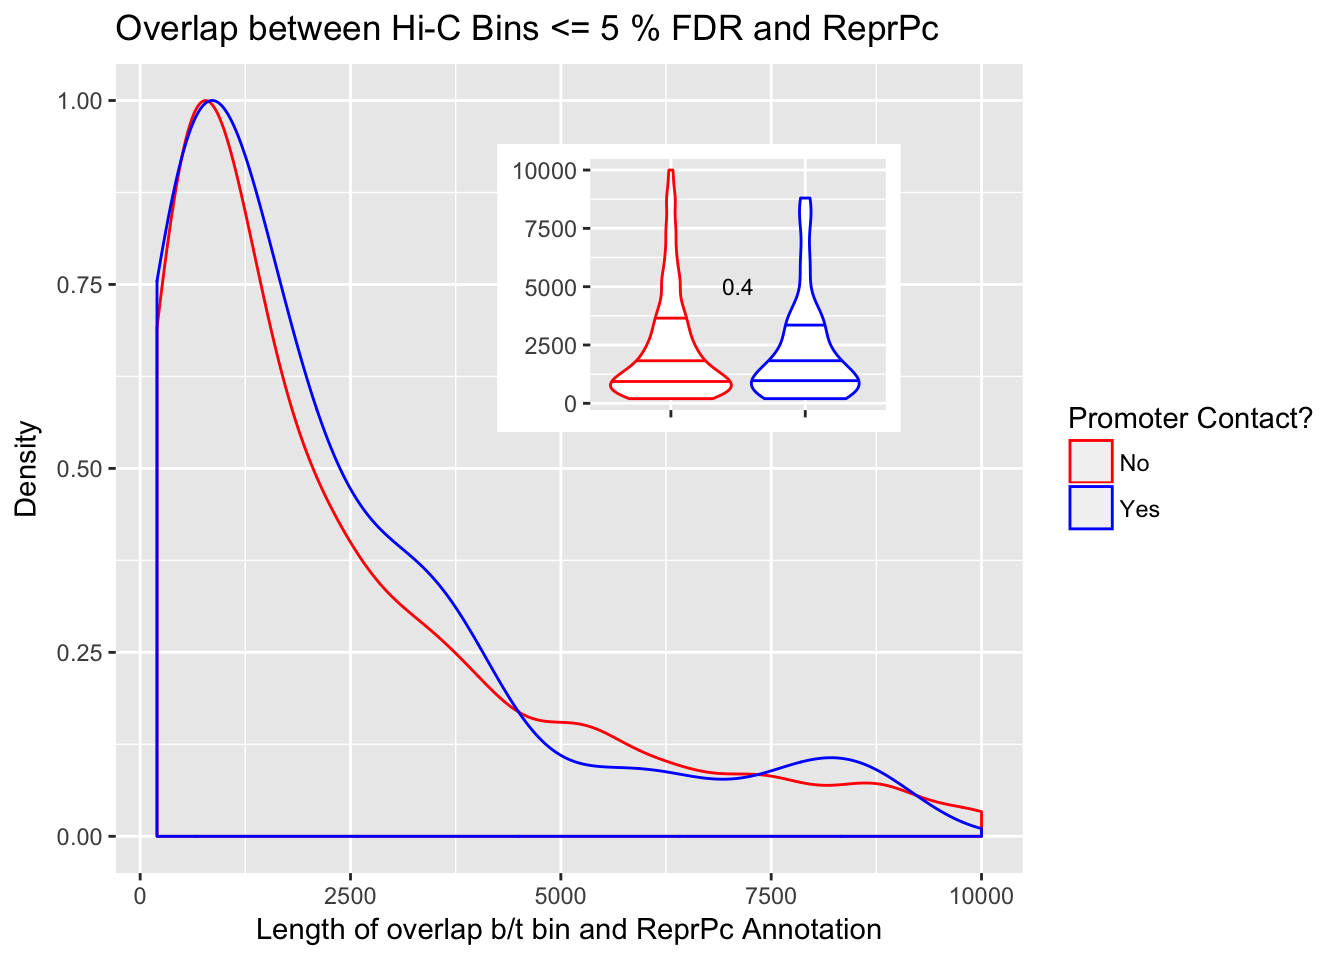 Overlap between Hi-C Bins <= 5 % FDR and ReprPc
1.00
0.75
0.50
0.25
0.00
Density
10000
7500
5000
2500
0
0.4
Promoter Contact?
No
Yes
0
2500
5000
7500
10000
Length of overlap b/t bin and ReprPc Annotation